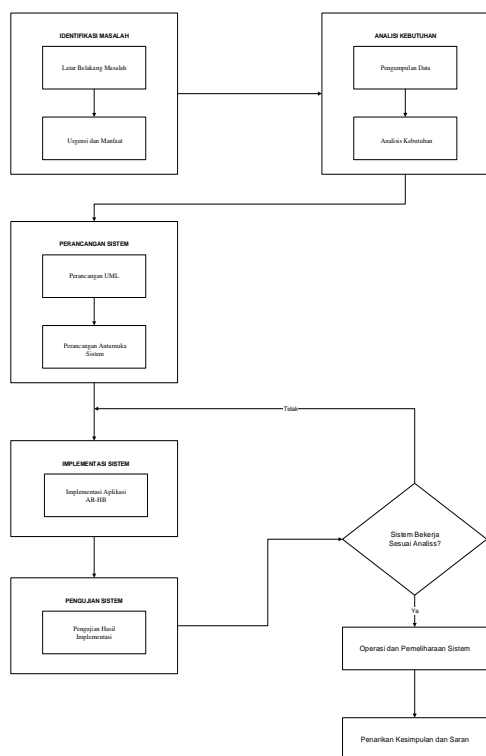 IDENTIFIKASI MASALAH
Latar Belakang Masalah
Urgensi dan Manfaat
ANALISI KEBUTUHAN
Pengumpulan Data
Analisis Kebutuhan
PERANCANGAN SISTEM
Perancangan UML
Perancangan Antarmuka
Sistem
Tidak
IMPLEMENTASI SISTEM
Implementasi Aplikasi
AR-HB
Sistem Bekerja
Sesuai Analiss?
PENGUJIAN SISTEM
Pengujian Hasil
Implementasi
Ya
Operasi dan Pemeliharaan Sistem
Penarikan Kesimpulan dan Saran